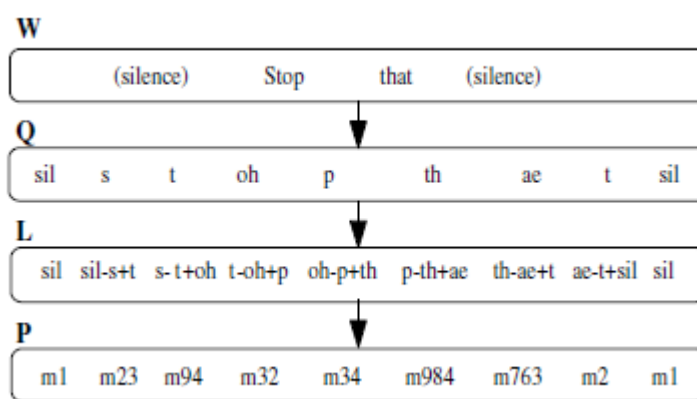 W
(silence) Stop that (silence)
Q
sil s t oh p th ae t sil
L
sil sil-s+t s-t+oh t-oh+p oh-p+th p-th+ae th-ae+t ae-t+sil sil
P
m1 m23 m94 m32 m34 m984 m763 m2 m1